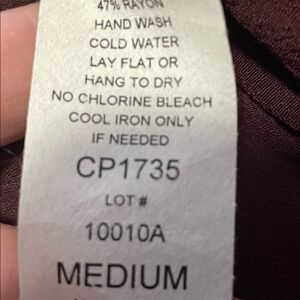 47% RAYON
HAND WASH
COLD WATER
LAY FLAT OR
HANG TO DRY
NO CHLORINE BLEACH
COOL IRON ONLY
IF NEEDED
CP1735
LOT #
10010A
MEDIUM